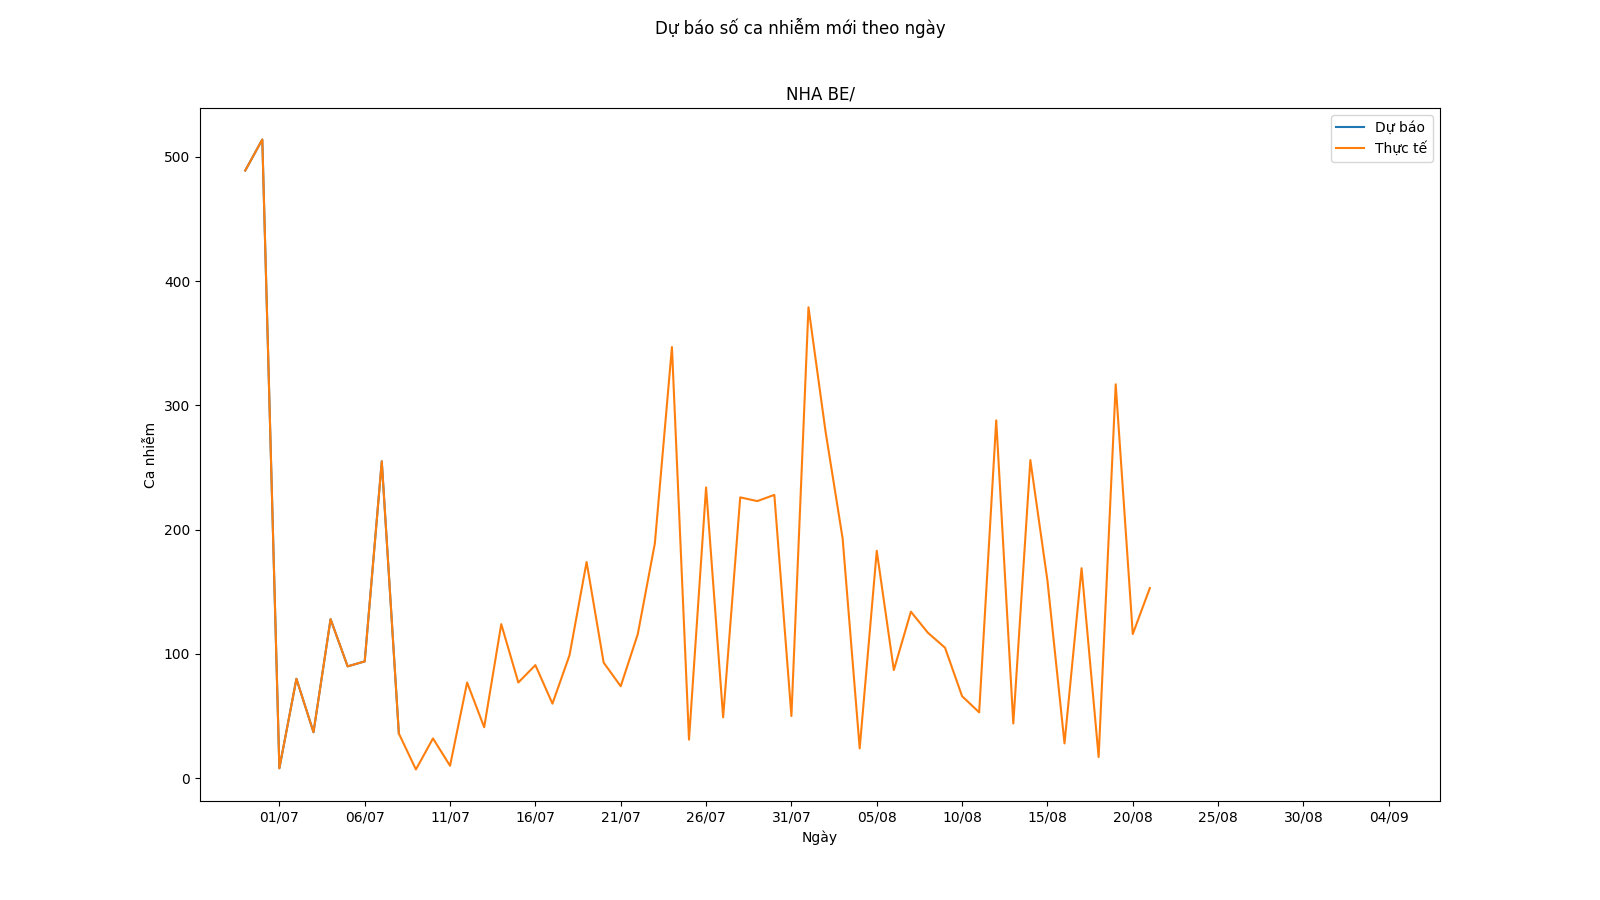 Dự báo số ca nhiễm mới theo ngày
NHA BE/
Dự báo
Thực tế
500
400
300
200
100
0
Ca nhiễm
01/07 06/07 11/07 16/07 21/07 26/07 31/07 05/08 10/08 15/08 20/08 25/08 30/08 04/09
Ngày